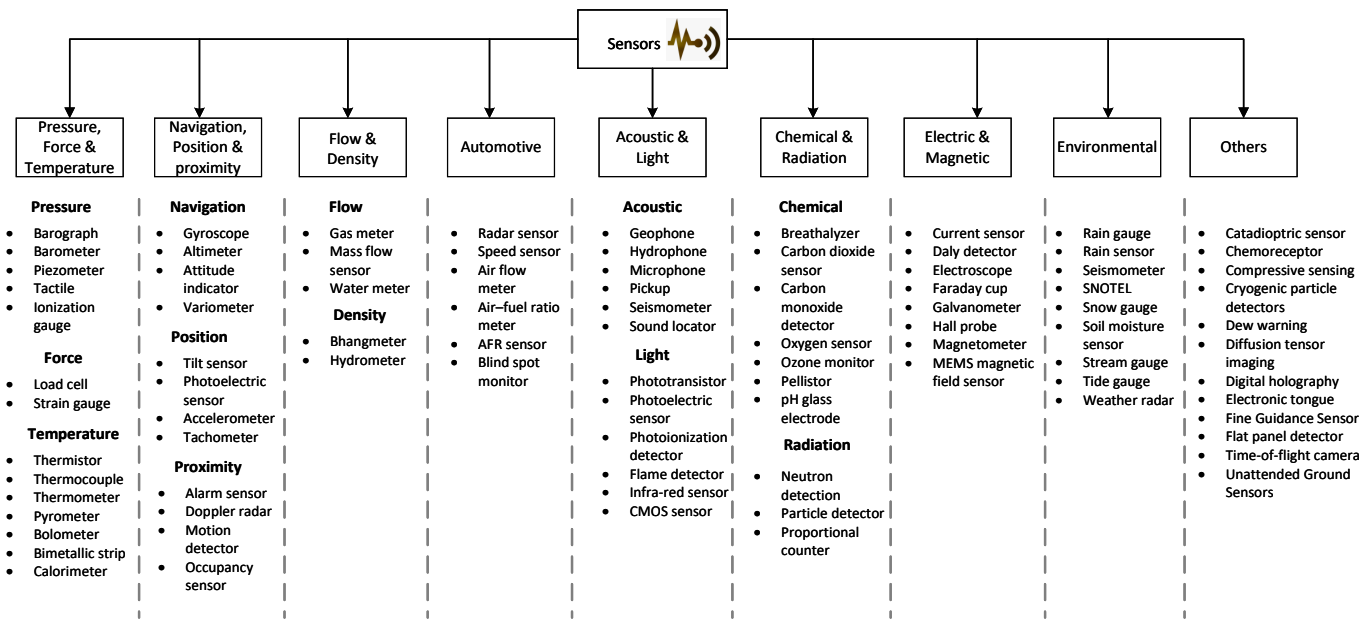 Sensors
Pressure,
Force &
Temperature
Navigation,
Position &
proximity
Flow &
Density
Automotive
Acoustic &
Light
Chemical &
Radiation
Electric &
Magnetic
Environmental
Others
Pressure
• Barograph
• Barometer
• Piezometer
• Tactile
• Ionization
gauge
Force
• Load cell
• Strain gauge
Temperature
• Thermistor
• Thermocouple
• Thermometer
• Pyrometer
• Bolometer
• Bimetallic strip
• Calorimeter
Navigation
• Gyroscope
• Altimeter
• Attitude
indicator
• Variometer
Position
• Tilt sensor
• Photoelectric
sensor
• Accelerometer
• Tachometer
Proximity
• Alarm sensor
• Doppler radar
• Motion
detector
• Occupancy
sensor
Flow
• Gas meter
• Mass flow
sensor
• Water meter
Density
• Bhangmeter
• Hydrometer
• Radar sensor
• Speed sensor
• Air flow
meter
• Air–fuel ratio
meter
• AFR sensor
• Blind spot
monitor
Acoustic
• Geophone
• Hydrophone
• Microphone
• Pickup
• Seismometer
• Sound locator
Light
• Phototransistor
• Photoelectric
sensor
• Photoionization
detector
• Flame detector
• Infra-red sensor
• CMOS sensor
Chemical
• Breathalyzer
• Carbon dioxide
sensor
• Carbon
monoxide
detector
• Oxygen sensor
• Ozone monitor
• Pellistor
• pH glass
electrode
Radiation
• Neutron
detection
• Particle detector
• Proportional
counter
• Current sensor
• Daly detector
• Electroscope
• Faraday cup
• Galvanometer
• Hall probe
• Magnetometer
• MEMS magnetic
field sensor
• Rain gauge
• Rain sensor
• Seismometer
• SNOTEL
• Snow gauge
• Soil moisture
sensor
• Stream gauge
• Tide gauge
• Weather radar
• Catadioptric sensor
• Chemoreceptor
• Compressive sensing
• Cryogenic particle
detectors
• Dew warning
• Diffusion tensor
imaging
• Digital holography
• Electronic tongue
• Fine Guidance Sensor
• Flat panel detector
• Time-of-flight camera
• Unattended Ground
Sensors